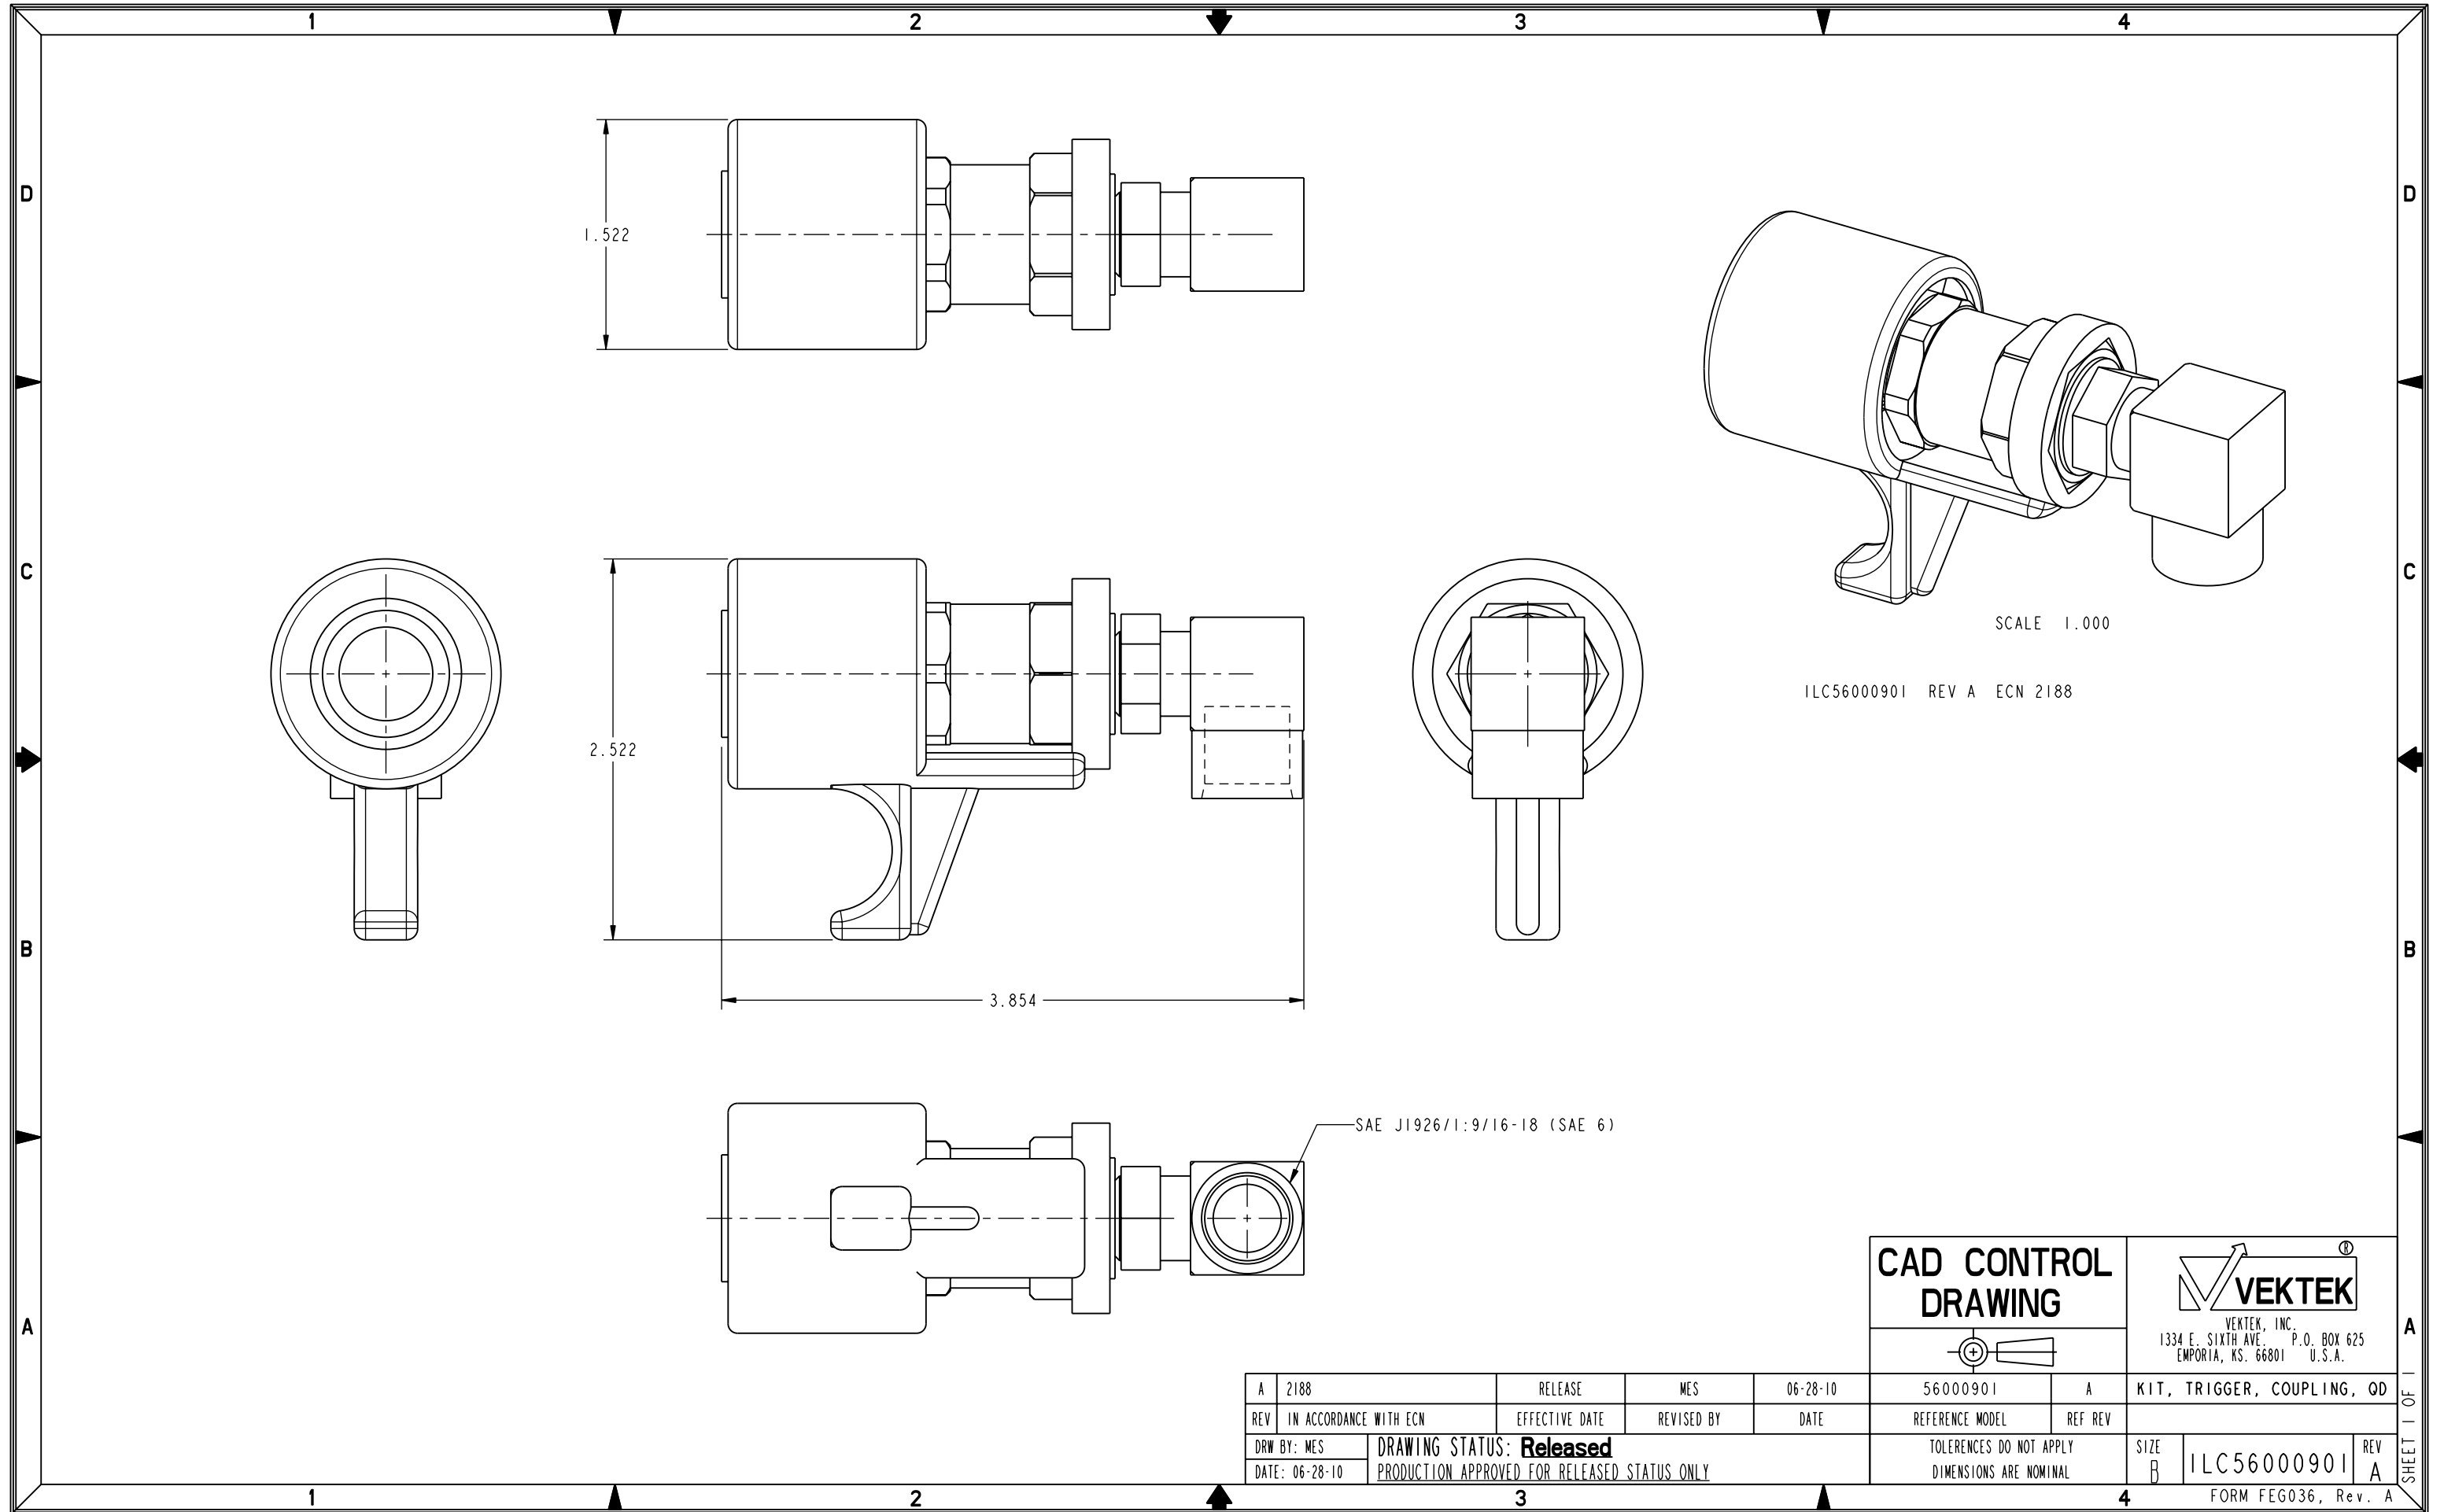 1 2 3 4
D D
1.522
C C
SCALE 1.000
ILC56000901 REV A ECN 2188
2.522
B B
3.854
SAE J1926/1:9/16-18 (SAE 6)
A A
CAD CONTROL
DRAWING
®
VEKTEK
VEKTEK, INC.
1334 E. SIXTH AVE. P.O. BOX 625
EMPORIA, KS. 66801 U.S.A.
A 2188 RELEASE MES 06-28-10 56000901 A KIT, TRIGGER, COUPLING, QD
REV IN ACCORDANCE WITH ECN EFFECTIVE DATE REVISED BY DATE REFERENCE MODEL REF REV
DRW BY: MES DRAWING STATUS: Released TOLERENCES DO NOT APPLY SIZE ILC56000901 REV
DATE: 06-28-10 PRODUCTION APPROVED FOR RELEASED STATUS ONLY DIMENSIONS ARE NOMINAL B A
SHEET 1 OF 1
1 2 3 4
FORM FEG036, Rev. A